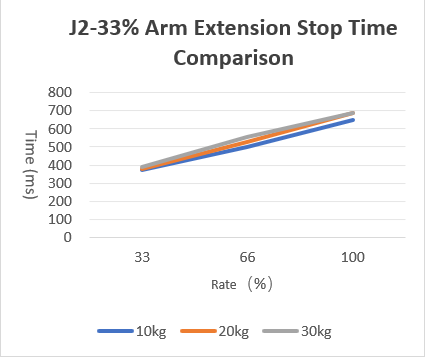 J2-33% Arm Extension Stop Time
Comparison
800
700
600
500
400
300
200
100
0
Time (ms)
33 66 100
Rate （%）
10kg 20kg 30kg